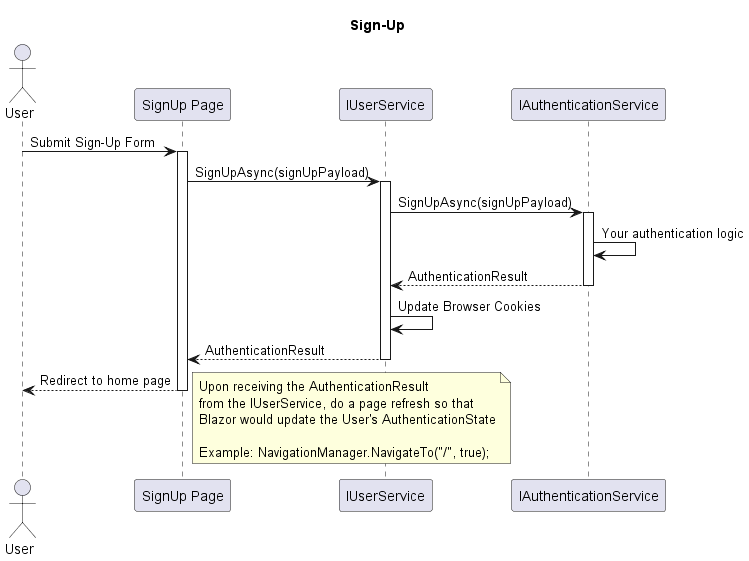 Sign-Up
User
SignUp Page
IUserService
IAuthenticationService
Submit Sign-Up Form
SignUpAsync(signUpPayload)
SignUpAsync(signUpPayload)
Your authentication logic
AuthenticationResult
Update Browser Cookies
AuthenticationResult
Redirect to home page
Upon receiving the AuthenticationResult
from the IUserService, do a page refresh so that
Blazor would update the User's AuthenticationState
Example: NavigationManager.NavigateTo("/", true);
User
SignUp Page
IUserService
IAuthenticationService